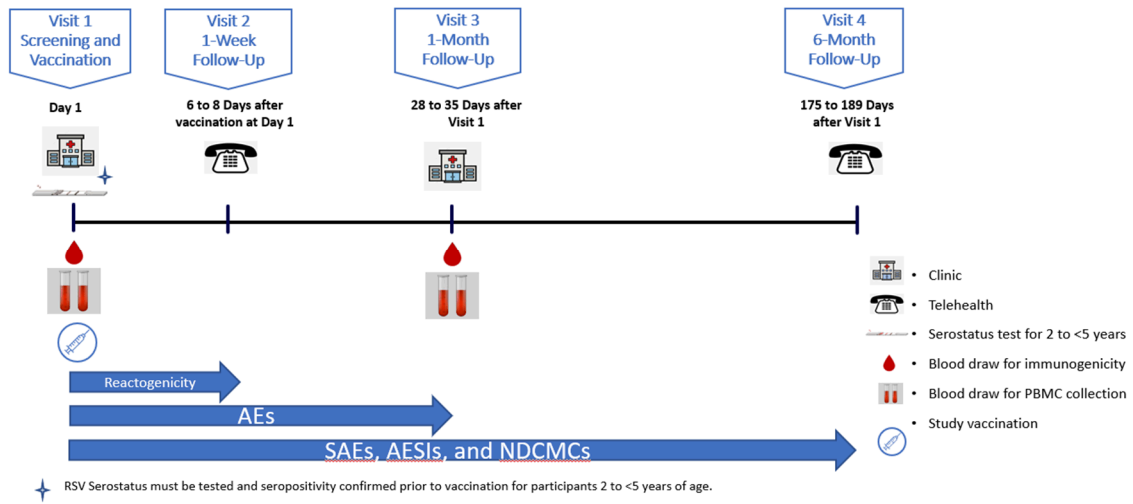 Visit 1
Screening and
Vaccination
Visit 2
1-Week
Follow-Up
Visit 3
1-Month
Follow-Up
Visit 4
6-Month
Follow-Up
Day 1
6 to 8 Days after
vaccination at Day 1
28 to 35 Days after
Visit 1
175 to 189 Days
after Visit 1
• Clinic
• Telehealth
• Serostatus test for 2 to <5 years
• Blood draw for immunogenicity
• Blood draw for PBMC collection
• Study vaccination
Reactogenicity
AEs
SAEs, AESIs, and NDCMCs
RSV Serostatus must be tested and seropositivity confirmed prior to vaccination for participants 2 to <5 years of age.